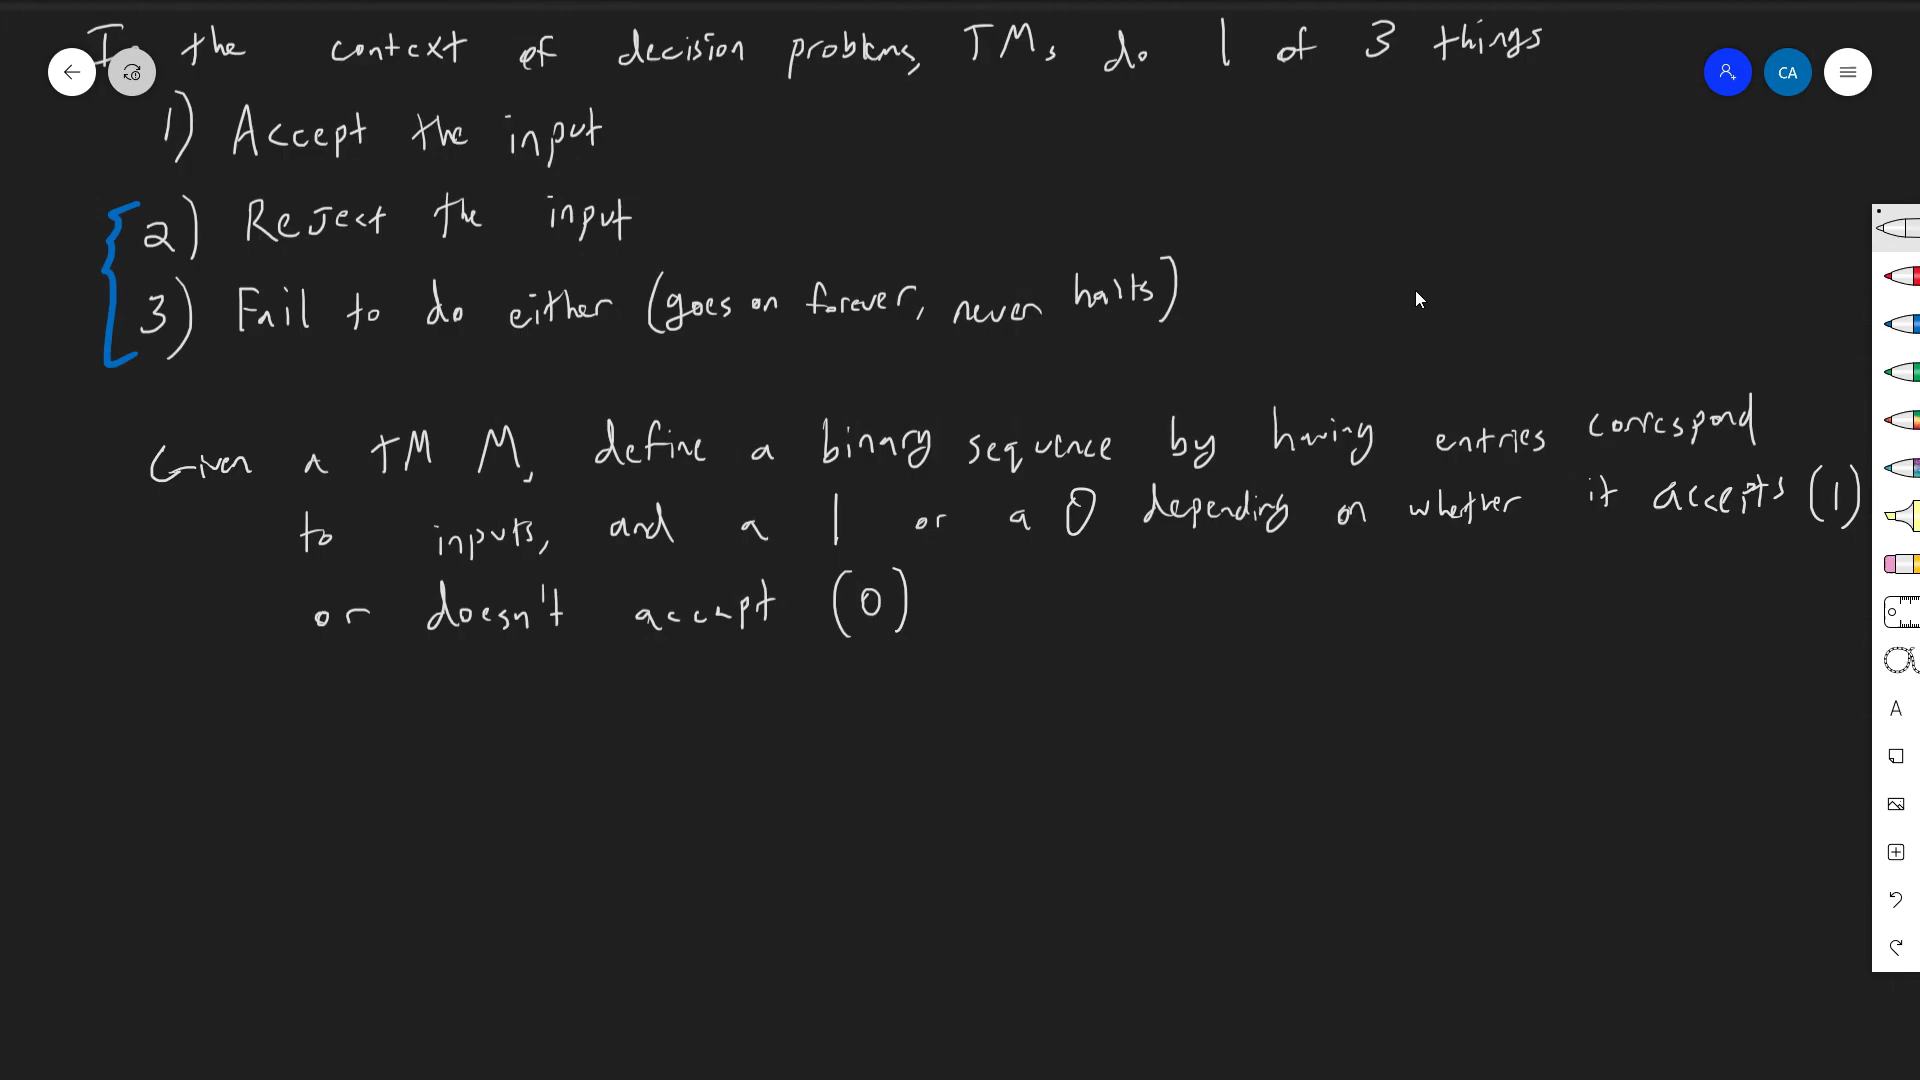 In the context of decision problems, TMs do 1 of 3 things
CA
1) Accept the input
2) Reject the input
3) Fail to do either (goes on forever, never halts)
Given a TM M, define a binary sequence by having entries correspond
to inputs, and a 1 or a 0 depending on whether it accepts (1)
or doesn't accept (0)
A